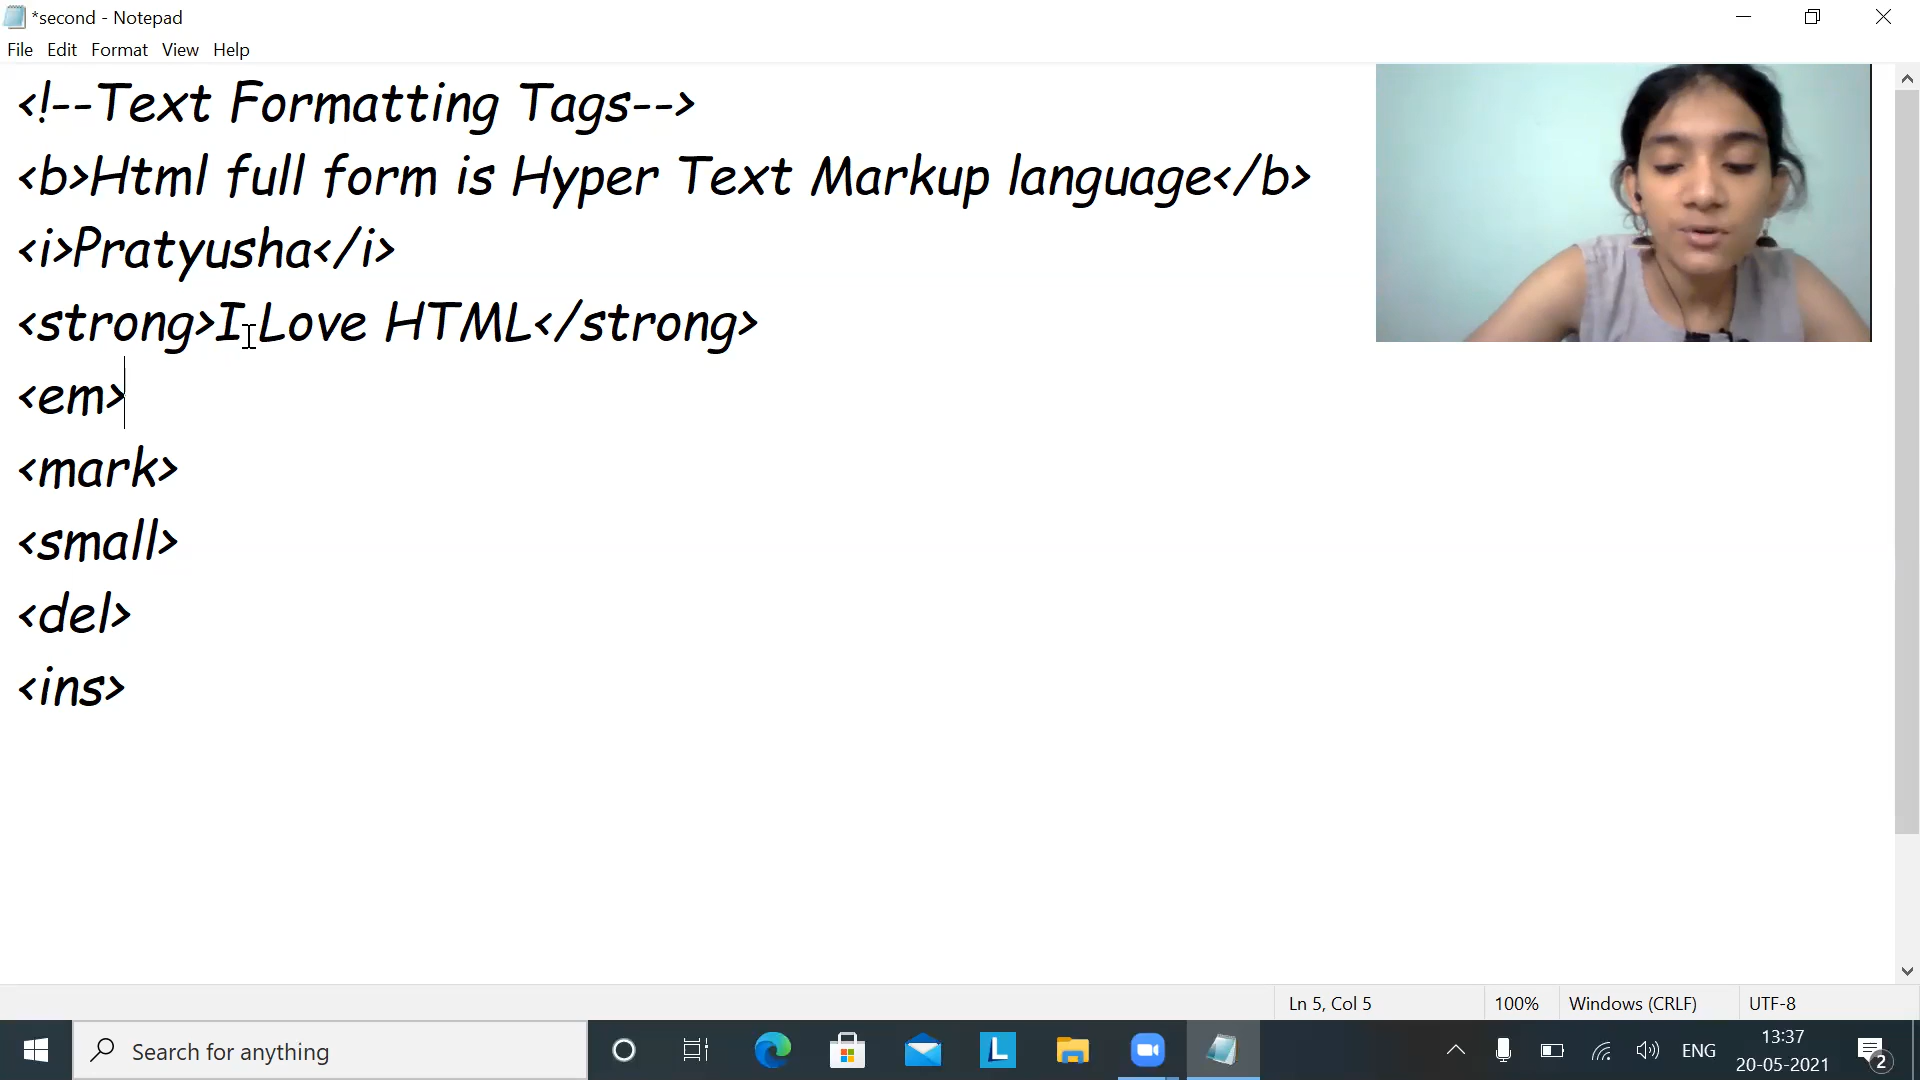 *second - Notepad
File Edit Format View Help
<!--Text Formatting Tags-->
<b>Html full form is Hyper Text Markup language</b>
<i>Pratyusha</i>
<strong>I Love HTML</strong>
<em>
<mark>
<small>
<del>
<ins>
Ln 5, Col 5 100% Windows (CRLF) UTF-8
Search for anything
L
ENG
13:37
20-05-2021
2